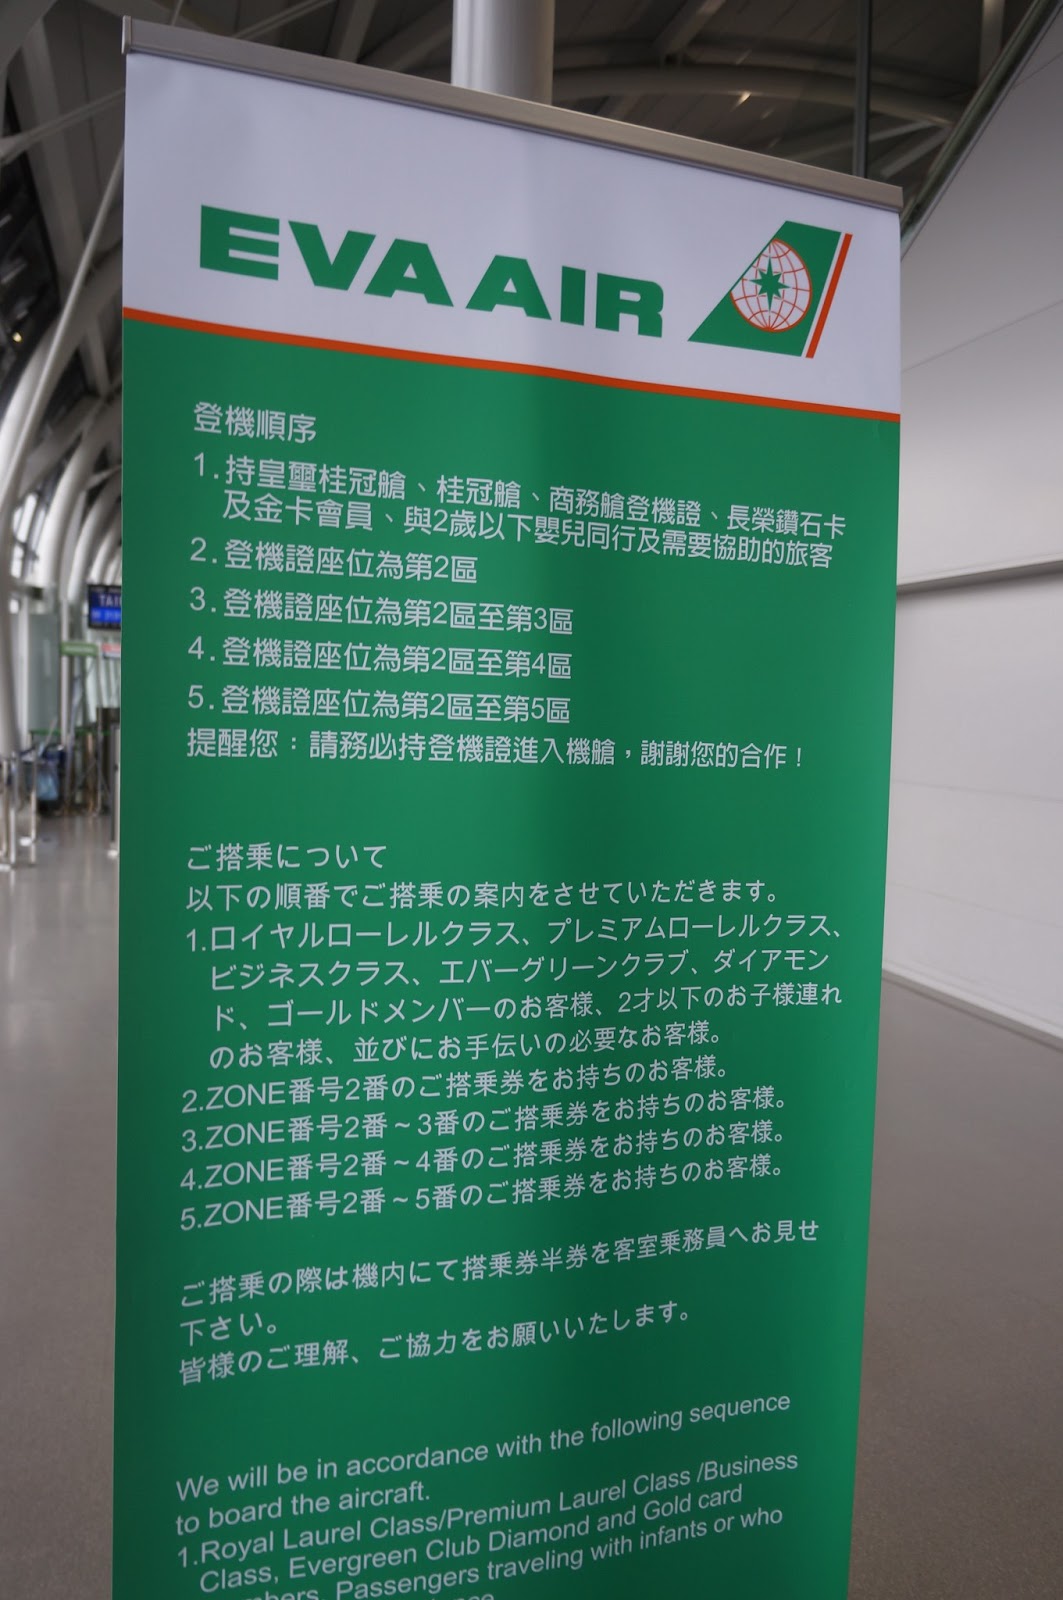 EVA AIR
登機順序
1.持皇璽桂冠艙、桂冠艙、商務艙登機證、長榮鑽石卡
及金卡會員、與2歲以下嬰兒同行及需要協助的旅客
2.登機證座位為第2區
3.登機證座位為第2區至第3區
4.登機證座位為第2區至第4區
5.登機證座位為第2區至第5區
提醒您：請務必持登機證進入機艙，謝謝您的合作！
ご搭乗について
以下の順番でご搭乗の案内をさせていただきます。
1.ロイヤルローレルクラス、プレミアムローレルクラス、
ビジネスクラス、エバーグリーンクラブ、ダイアモン
ド、ゴールドメンバーのお客様、2才以下のお子様連れ
のお客様、並びにお手伝いの必要なお客様。
2.ZONE番号2番のご搭乗券をお持ちのお客様。
3.ZONE番号2番～3番のご搭乗券をお持ちのお客様。
4.ZONE番号2番～4番のご搭乗券をお持ちのお客様。
5.ZONE番号2番～5番のご搭乗券をお持ちのお客様。
ご搭乗の際は機内にて搭乗券半券を客室乗務員へお見せ
下さい。
皆様のご理解、ご協力をお願いいたします。
We will be in accordance with the following sequence
to board the aircraft.
1.Royal Laurel Class/Premium Laurel Class /Business
Class, Evergreen Club Diamond and Gold card
Passengers traveling with infants or who